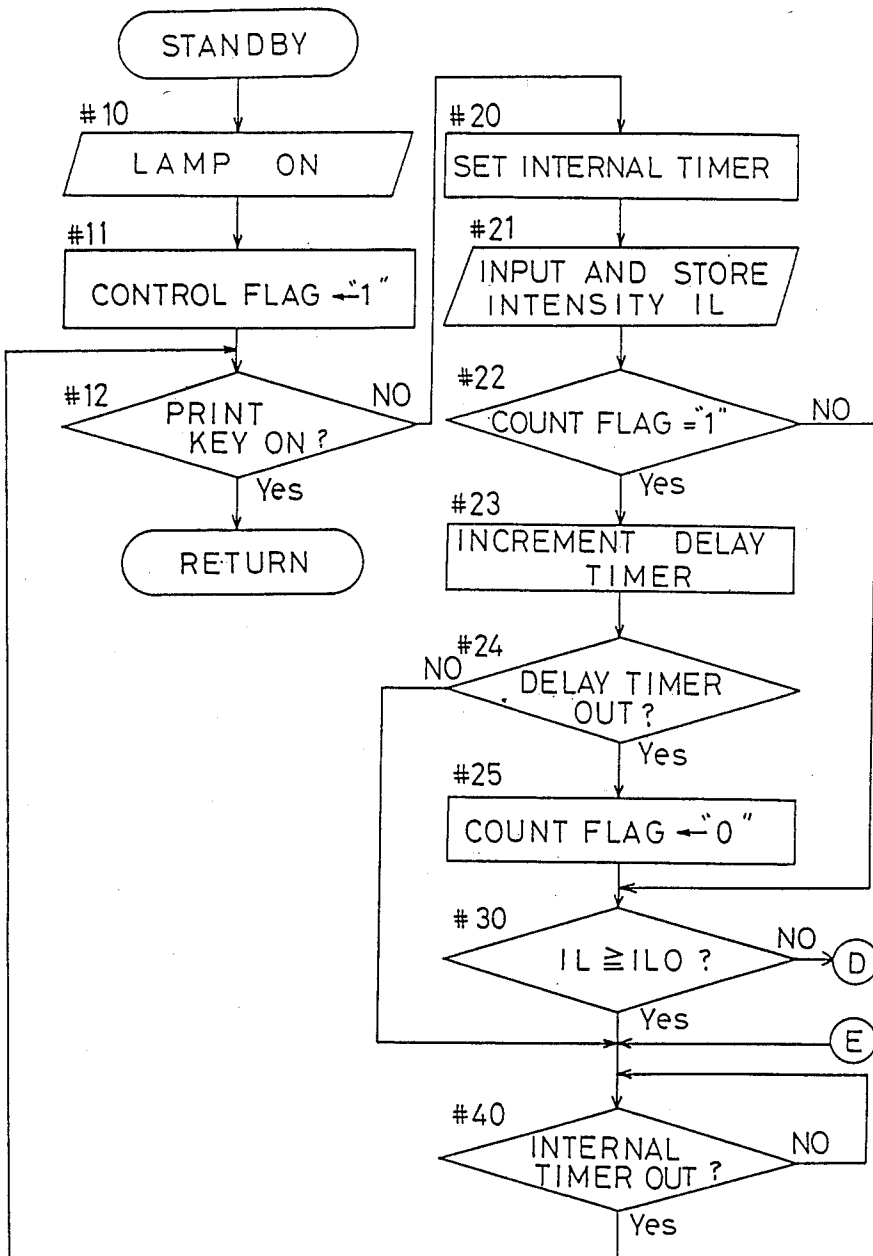 STANDBY
#10
LAMP ON
#11
CONTROL FLAG ←"1"
#12
PRINT
KEY ON?
NO
Yes
RETURN
#20
SET INTERNAL TIMER
#21
INPUT AND STORE
INTENSITY IL
#22
COUNT FLAG ="1"
NO
Yes
#23
INCREMENT DELAY
TIMER
#24
NO
DELAY TIMER
OUT?
Yes
#25
COUNT FLAG ←"0"
#30
IL ≧ ILO ?
NO
D
Yes
E
#40
INTERNAL
TIMER OUT ?
NO
Yes